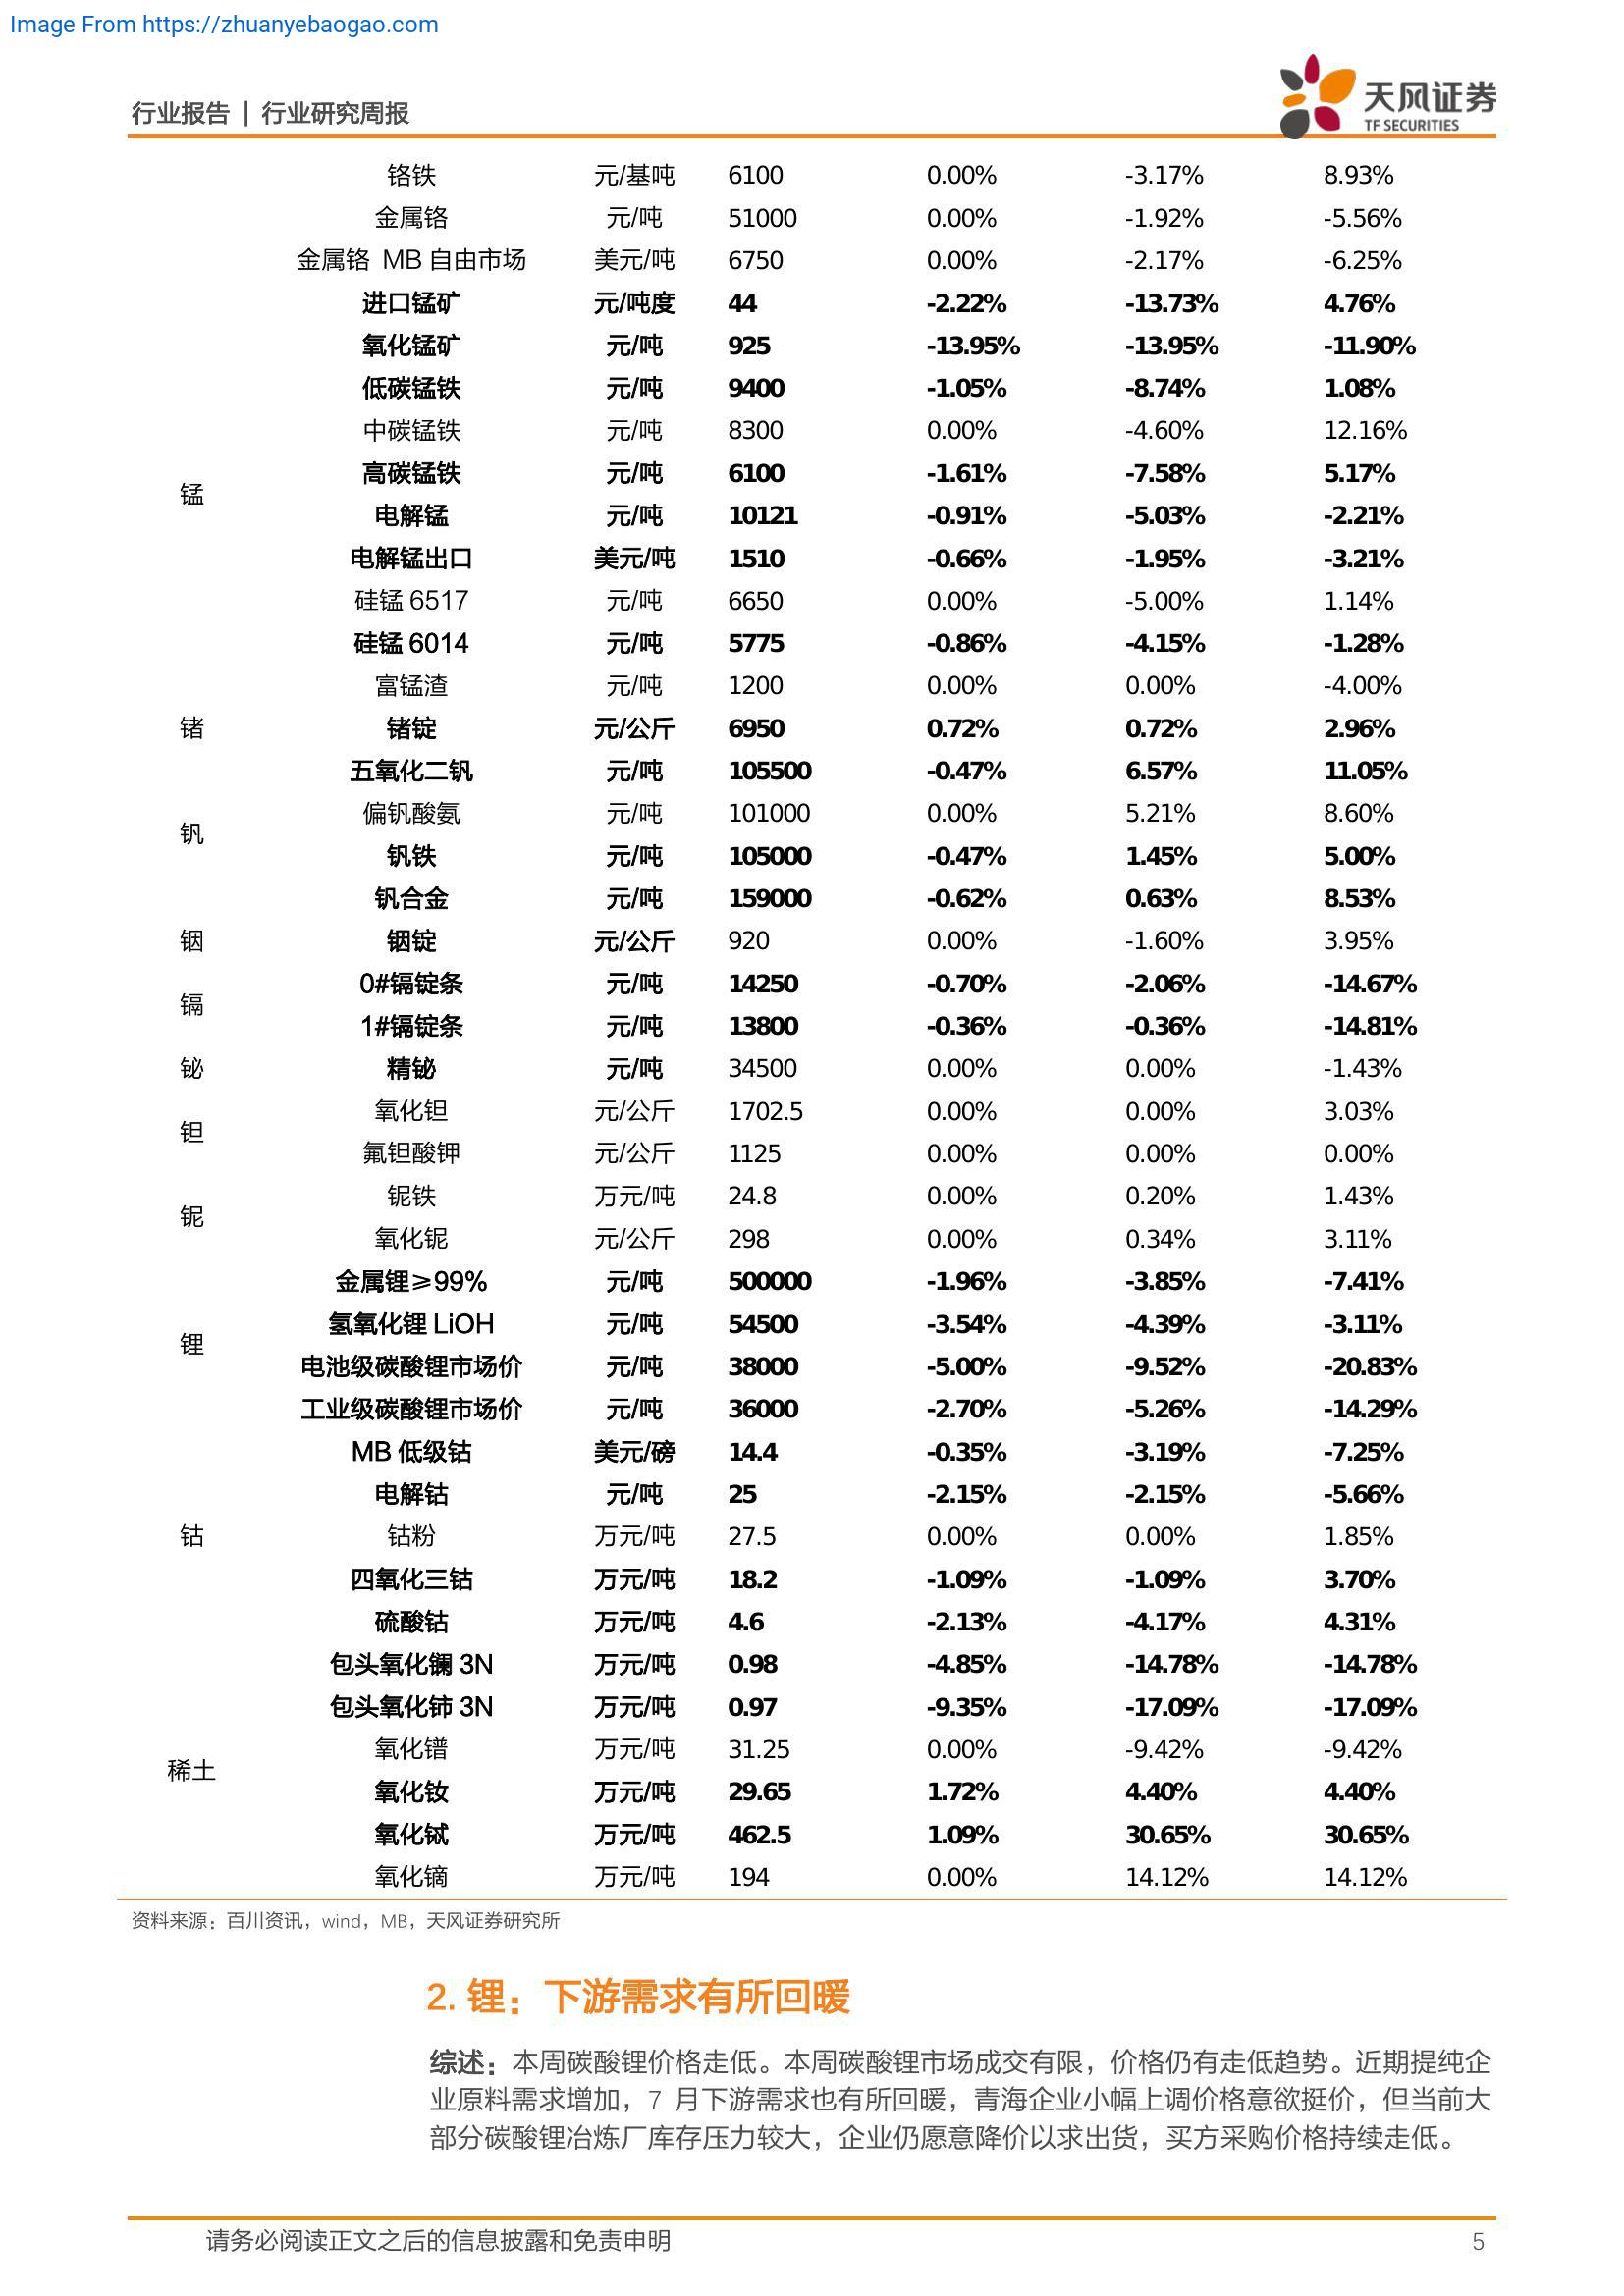 Image From https://zhuanyebaogao.com
行业报告 | 行业研究周报
天风证券
TF SECURITIES
铬铁 元/基吨 6100 0.00% -3.17% 8.93%
金属铬 元/吨 51000 0.00% -1.92% -5.56%
金属铬 MB 自由市场 美元/吨 6750 0.00% -2.17% -6.25%
进口锰矿 元/吨度 44 -2.22% -13.73% 4.76%
氧化锰矿 元/吨 925 -13.95% -13.95% -11.90%
低碳锰铁 元/吨 9400 -1.05% -8.74% 1.08%
中碳锰铁 元/吨 8300 0.00% -4.60% 12.16%
高碳锰铁 元/吨 6100 -1.61% -7.58% 5.17%
锰
电解锰 元/吨 10121 -0.91% -5.03% -2.21%
电解锰出口 美元/吨 1510 -0.66% -1.95% -3.21%
硅锰 6517 元/吨 6650 0.00% -5.00% 1.14%
硅锰 6014 元/吨 5775 -0.86% -4.15% -1.28%
富锰渣 元/吨 1200 0.00% 0.00% -4.00%
锗 锗锭 元/公斤 6950 0.72% 0.72% 2.96%
五氧化二钒 元/吨 105500 -0.47% 6.57% 11.05%
偏钒酸氨 元/吨 101000 0.00% 5.21% 8.60%
钒
钒铁 元/吨 105000 -0.47% 1.45% 5.00%
钒合金 元/吨 159000 -0.62% 0.63% 8.53%
铟 铟锭 元/公斤 920 0.00% -1.60% 3.95%
0#镉锭条 元/吨 14250 -0.70% -2.06% -14.67%
镉
1#镉锭条 元/吨 13800 -0.36% -0.36% -14.81%
铋 精铋 元/吨 34500 0.00% 0.00% -1.43%
氧化钽 元/公斤 1702.5 0.00% 0.00% 3.03%
钽
氟钽酸钾 元/公斤 1125 0.00% 0.00% 0.00%
铌铁 万元/吨 24.8 0.00% 0.20% 1.43%
铌
氧化铌 元/公斤 298 0.00% 0.34% 3.11%
金属锂≥99% 元/吨 500000 -1.96% -3.85% -7.41%
氢氧化锂 LiOH 元/吨 54500 -3.54% -4.39% -3.11%
锂
电池级碳酸锂市场价 元/吨 38000 -5.00% -9.52% -20.83%
工业级碳酸锂市场价 元/吨 36000 -2.70% -5.26% -14.29%
MB 低级钴 美元/磅 14.4 -0.35% -3.19% -7.25%
电解钴 元/吨 25 -2.15% -2.15% -5.66%
钴 钴粉 万元/吨 27.5 0.00% 0.00% 1.85%
四氧化三钴 万元/吨 18.2 -1.09% -1.09% 3.70%
硫酸钴 万元/吨 4.6 -2.13% -4.17% 4.31%
包头氧化镧 3N 万元/吨 0.98 -4.85% -14.78% -14.78%
包头氧化铈 3N 万元/吨 0.97 -9.35% -17.09% -17.09%
氧化镨 万元/吨 31.25 0.00% -9.42% -9.42%
稀土
氧化钕 万元/吨 29.65 1.72% 4.40% 4.40%
氧化铽 万元/吨 462.5 1.09% 30.65% 30.65%
氧化镝 万元/吨 194 0.00% 14.12% 14.12%
资料来源：百川资讯，wind，MB，天风证券研究所
2. 锂：下游需求有所回暖
综述：本周碳酸锂价格走低。本周碳酸锂市场成交有限，价格仍有走低趋势。近期提纯企
业原料需求增加，7 月下游需求也有所回暖，青海企业小幅上调价格意欲挺价，但当前大
部分碳酸锂冶炼厂库存压力较大，企业仍愿意降价以求出货，买方采购价格持续走低。
请务必阅读正文之后的信息披露和免责申明 5